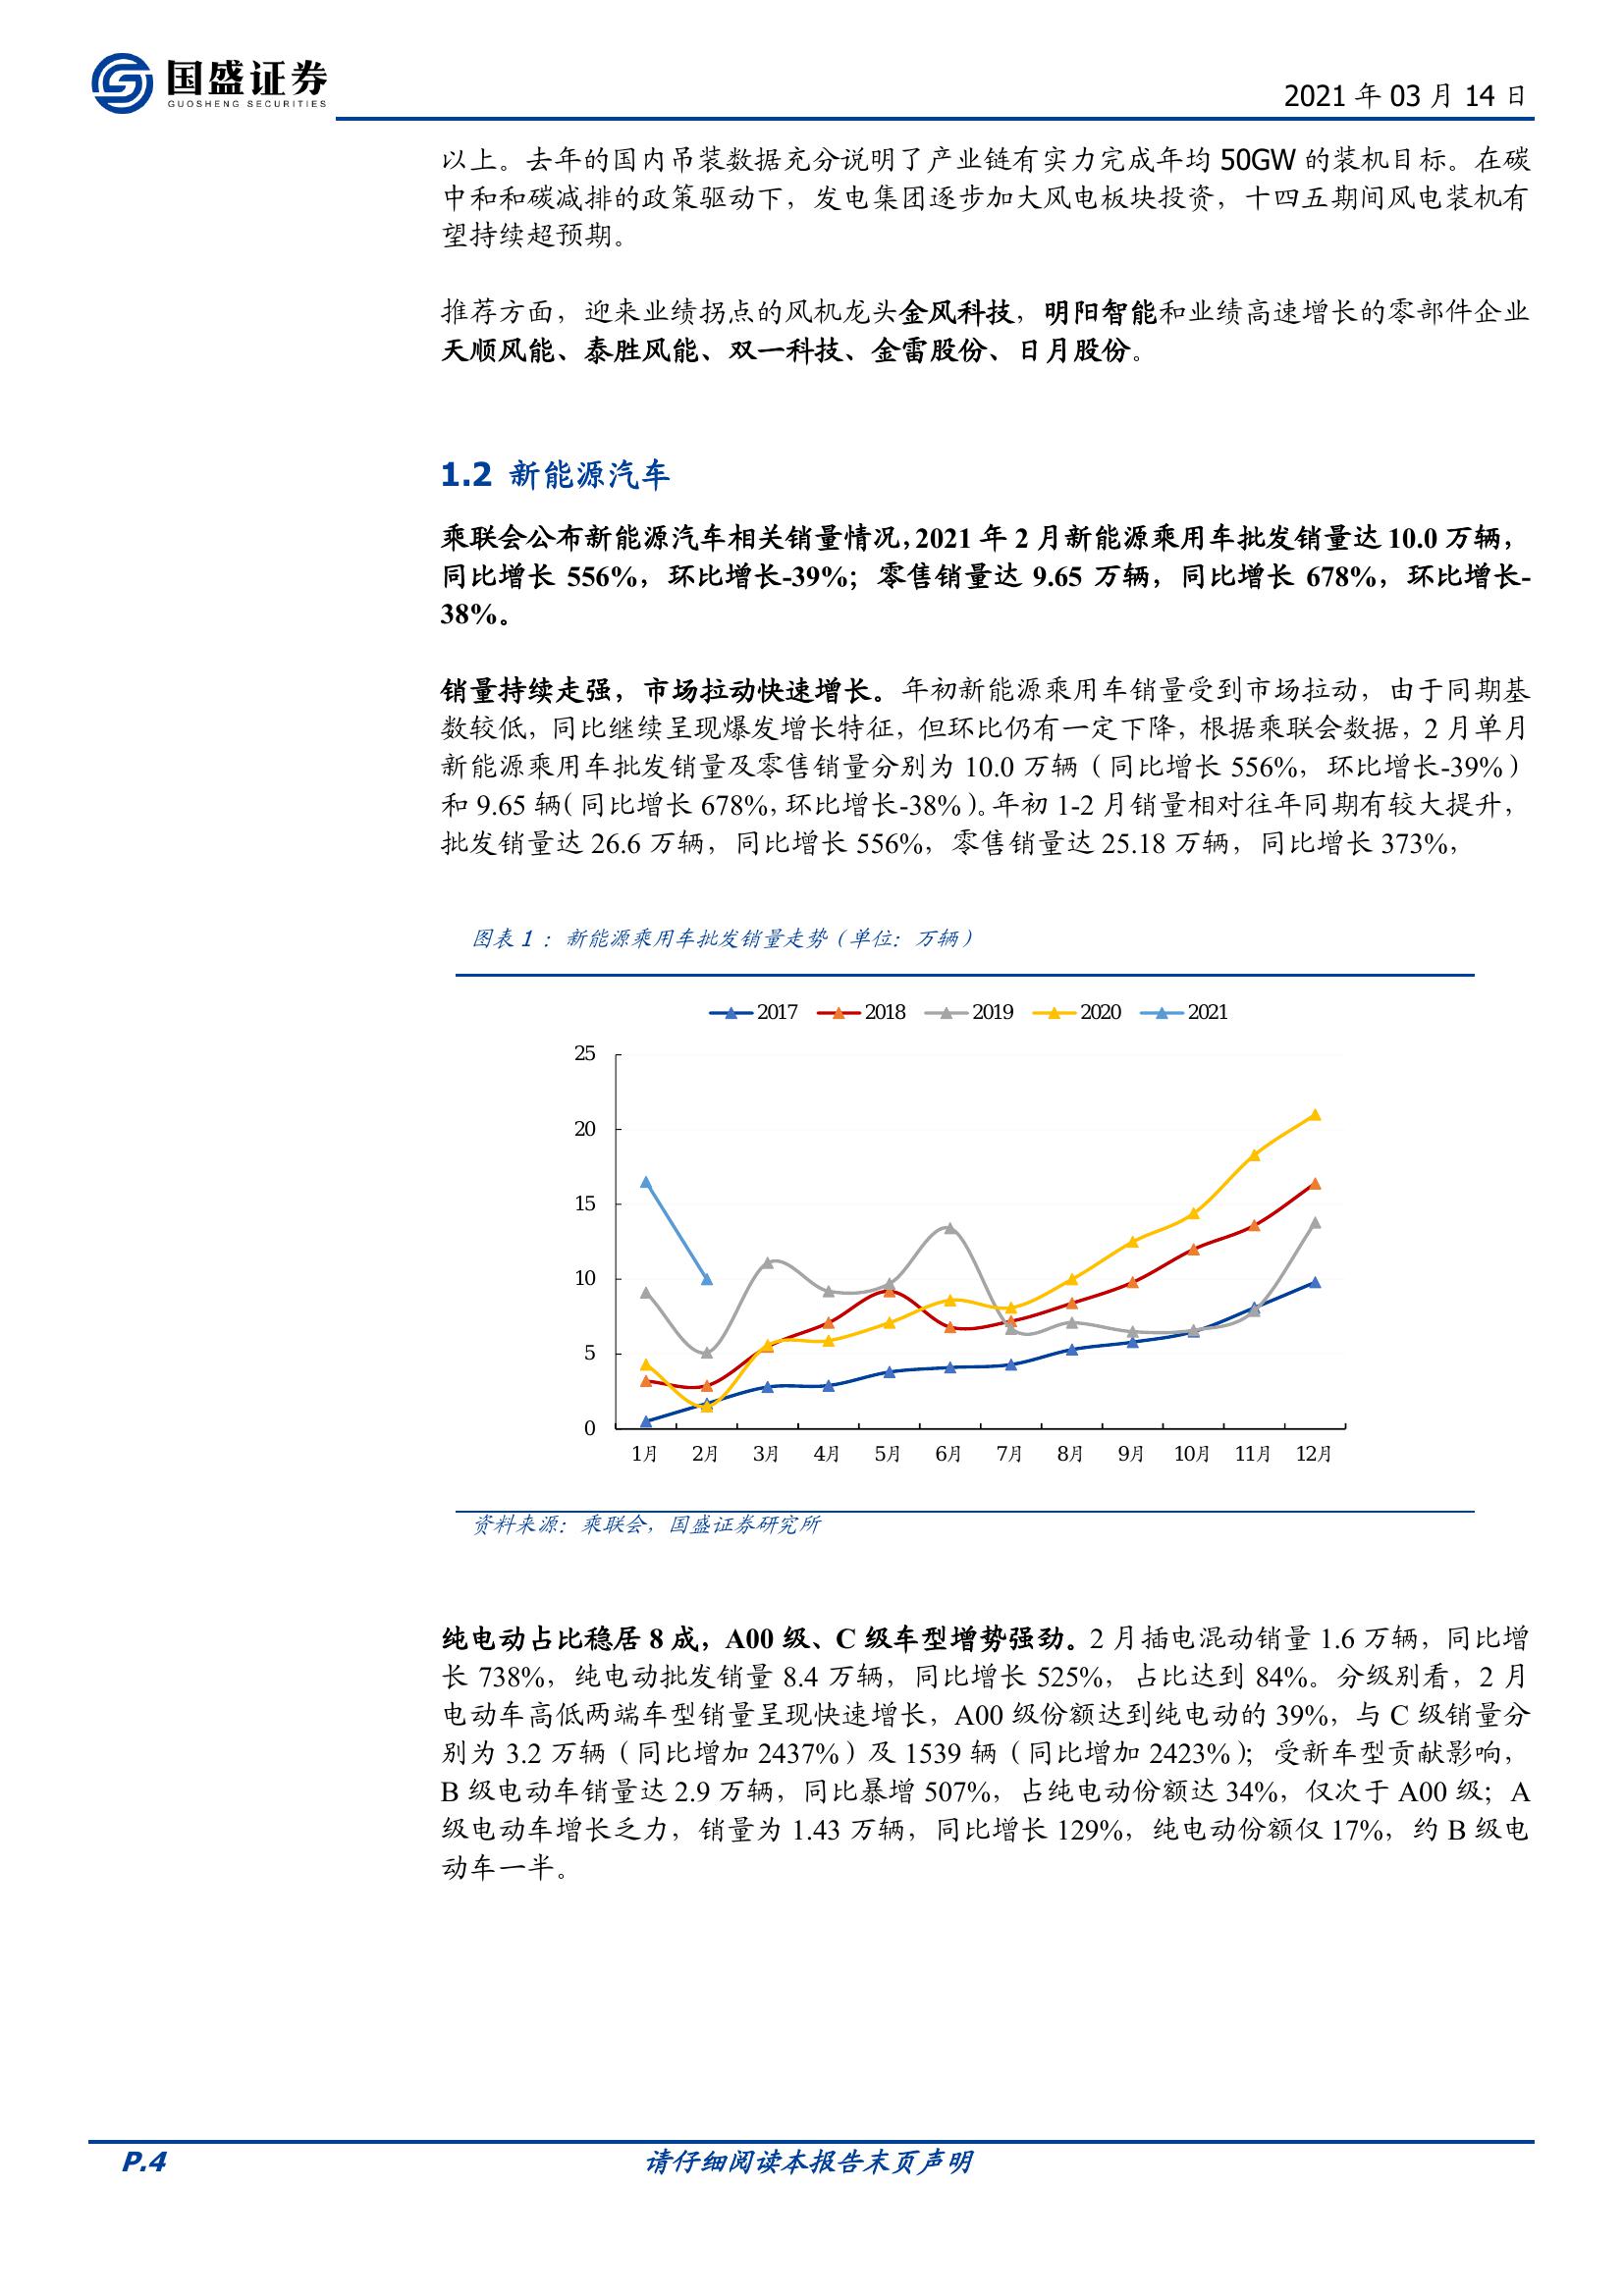 国盛证券
GUOSHENG SECURITIES
2021 年 03 月 14 日
以上。去年的国内吊装数据充分说明了产业链有实力完成年均 50GW 的装机目标。在碳
中和和碳减排的政策驱动下，发电集团逐步加大风电板块投资，十四五期间风电装机有
望持续超预期。
推荐方面，迎来业绩拐点的风机龙头金风科技，明阳智能和业绩高速增长的零部件企业
天顺风能、泰胜风能、双一科技、金雷股份、日月股份。
1.2 新能源汽车
乘联会公布新能源汽车相关销量情况，2021 年 2 月新能源乘用车批发销量达 10.0 万辆，
同比增长 556%，环比增长-39%；零售销量达 9.65 万辆，同比增长 678%，环比增长-
38%。
销量持续走强，市场拉动快速增长。年初新能源乘用车销量受到市场拉动，由于同期基
数较低，同比继续呈现爆发增长特征，但环比仍有一定下降，根据乘联会数据，2 月单月
新能源乘用车批发销量及零售销量分别为 10.0 万辆（同比增长 556%，环比增长-39%）
和 9.65 辆（同比增长 678%，环比增长-38%）。年初 1-2 月销量相对往年同期有较大提升，
批发销量达 26.6 万辆，同比增长 556%，零售销量达 25.18 万辆，同比增长 373%，
图表 1 ：新能源乘用车批发销量走势（单位：万辆）
2017 2018 2019 2020 2021
25
20
15
10
5
0
1月 2月 3月 4月 5月 6月 7月 8月 9月 10月 11月 12月
资料来源：乘联会，国盛证券研究所
纯电动占比稳居 8 成，A00 级、C 级车型增势强劲。2 月插电混动销量 1.6 万辆，同比增
长 738%，纯电动批发销量 8.4 万辆，同比增长 525%，占比达到 84%。分级别看，2 月
电动车高低两端车型销量呈现快速增长，A00 级份额达到纯电动的 39%，与 C 级销量分
别为 3.2 万辆（同比增加 2437%）及 1539 辆（同比增加 2423%）；受新车型贡献影响，
B 级电动车销量达 2.9 万辆，同比暴增 507%，占纯电动份额达 34%，仅次于 A00 级；A
级电动车增长乏力，销量为 1.43 万辆，同比增长 129%，纯电动份额仅 17%，约 B 级电
动车一半。
P.4
请仔细阅读本报告末页声明